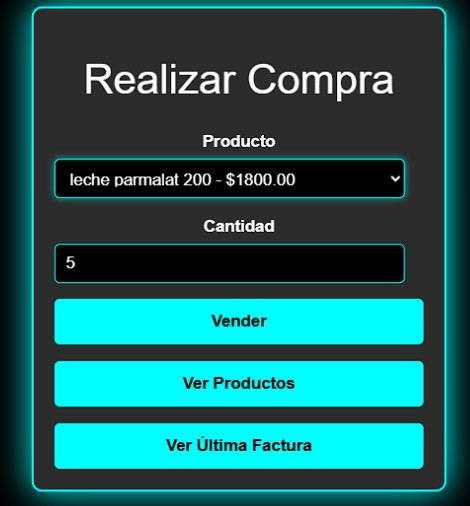 Realizar Compra
Producto
leche parmalat 200 - $1800.00
Cantidad
5
Vender
Ver Productos
Ver Última Factura